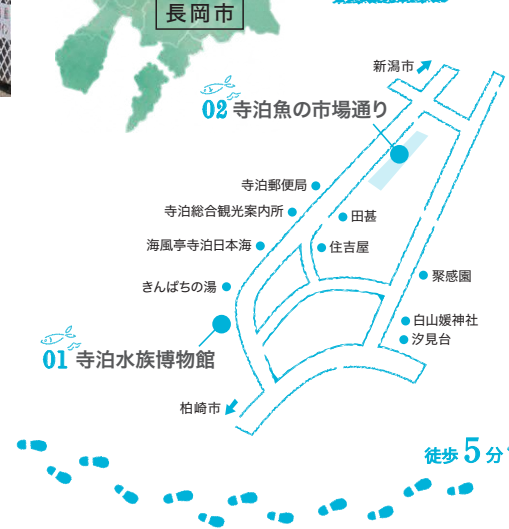 長岡市
新潟市
02 寺泊魚の市場通り
寺泊郵便局
寺泊総合観光案内所
田甚
海風亭寺泊日本海
住吉屋
きんぱちの湯
聚感園
白山媛神社
汐見台
01 寺泊水族博物館
柏崎市
徒歩5分